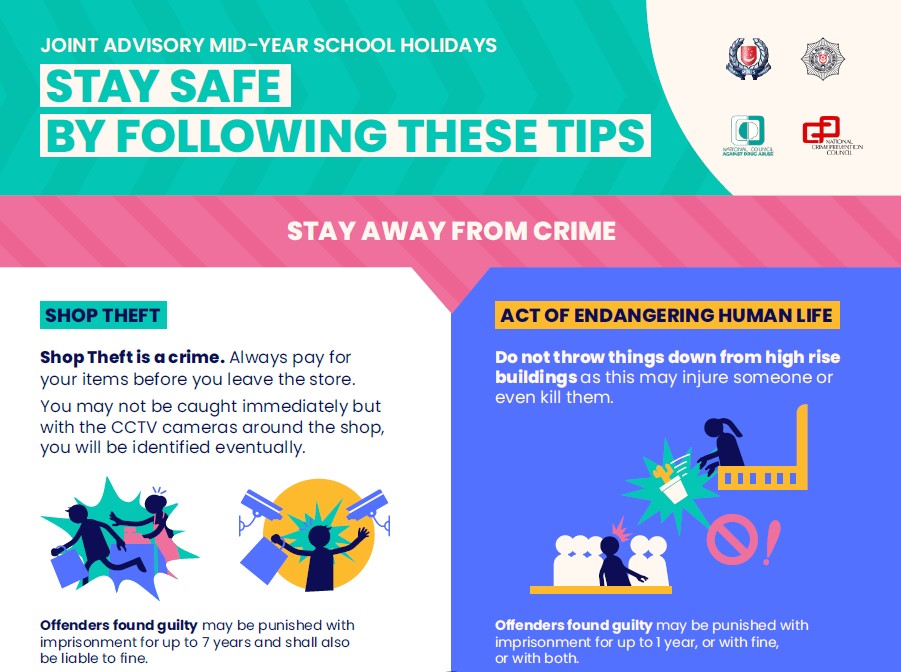 JOINT ADVISORY MID-YEAR SCHOOL HOLIDAYS
STAY SAFE
BY FOLLOWING THESE TIPS
NATIONAL COUNCIL
AGAINST DRUG ABUSE
NATIONAL
CRIME PREVENTION
COUNCIL
STAY AWAY FROM CRIME
SHOP THEFT
Shop Theft is a crime. Always pay for
your items before you leave the store.
You may not be caught immediately but
with the CCTV cameras around the shop,
you will be identified eventually.
Offenders found guilty may be punished with
imprisonment for up to 7 years and shall also
be liable to fine.
ACT OF ENDANGERING HUMAN LIFE
Do not throw things down from high rise
buildings as this may injure someone or
even kill them.
Offenders found guilty may be punished with
imprisonment for up to 1 year, or with fine,
or with both.